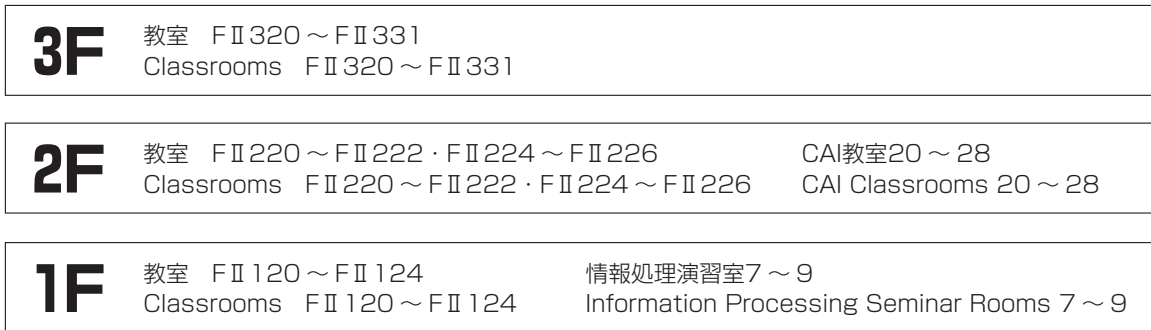 3F
教室　FⅡ320～FⅡ331
Classrooms　FⅡ320～FⅡ331
2F
教室　FⅡ220～FⅡ222・FⅡ224～FⅡ226　CAI教室20～28
Classrooms　FⅡ220～FⅡ222・FⅡ224～FⅡ226　CAI Classrooms 20～28
1F
教室　FⅡ120～FⅡ124　情報処理演習室7～9
Classrooms　FⅡ120～FⅡ124　Information Processing Seminar Rooms 7～9